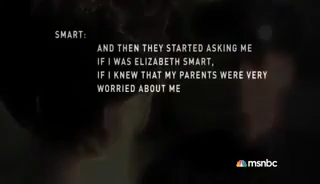 SMART:
AND THEN THEY STARTED ASKING ME
IF I WAS ELIZABETH SMART,
IF I KNEW THAT MY PARENTS WERE VERY
WORRIED ABOUT ME
msnbc